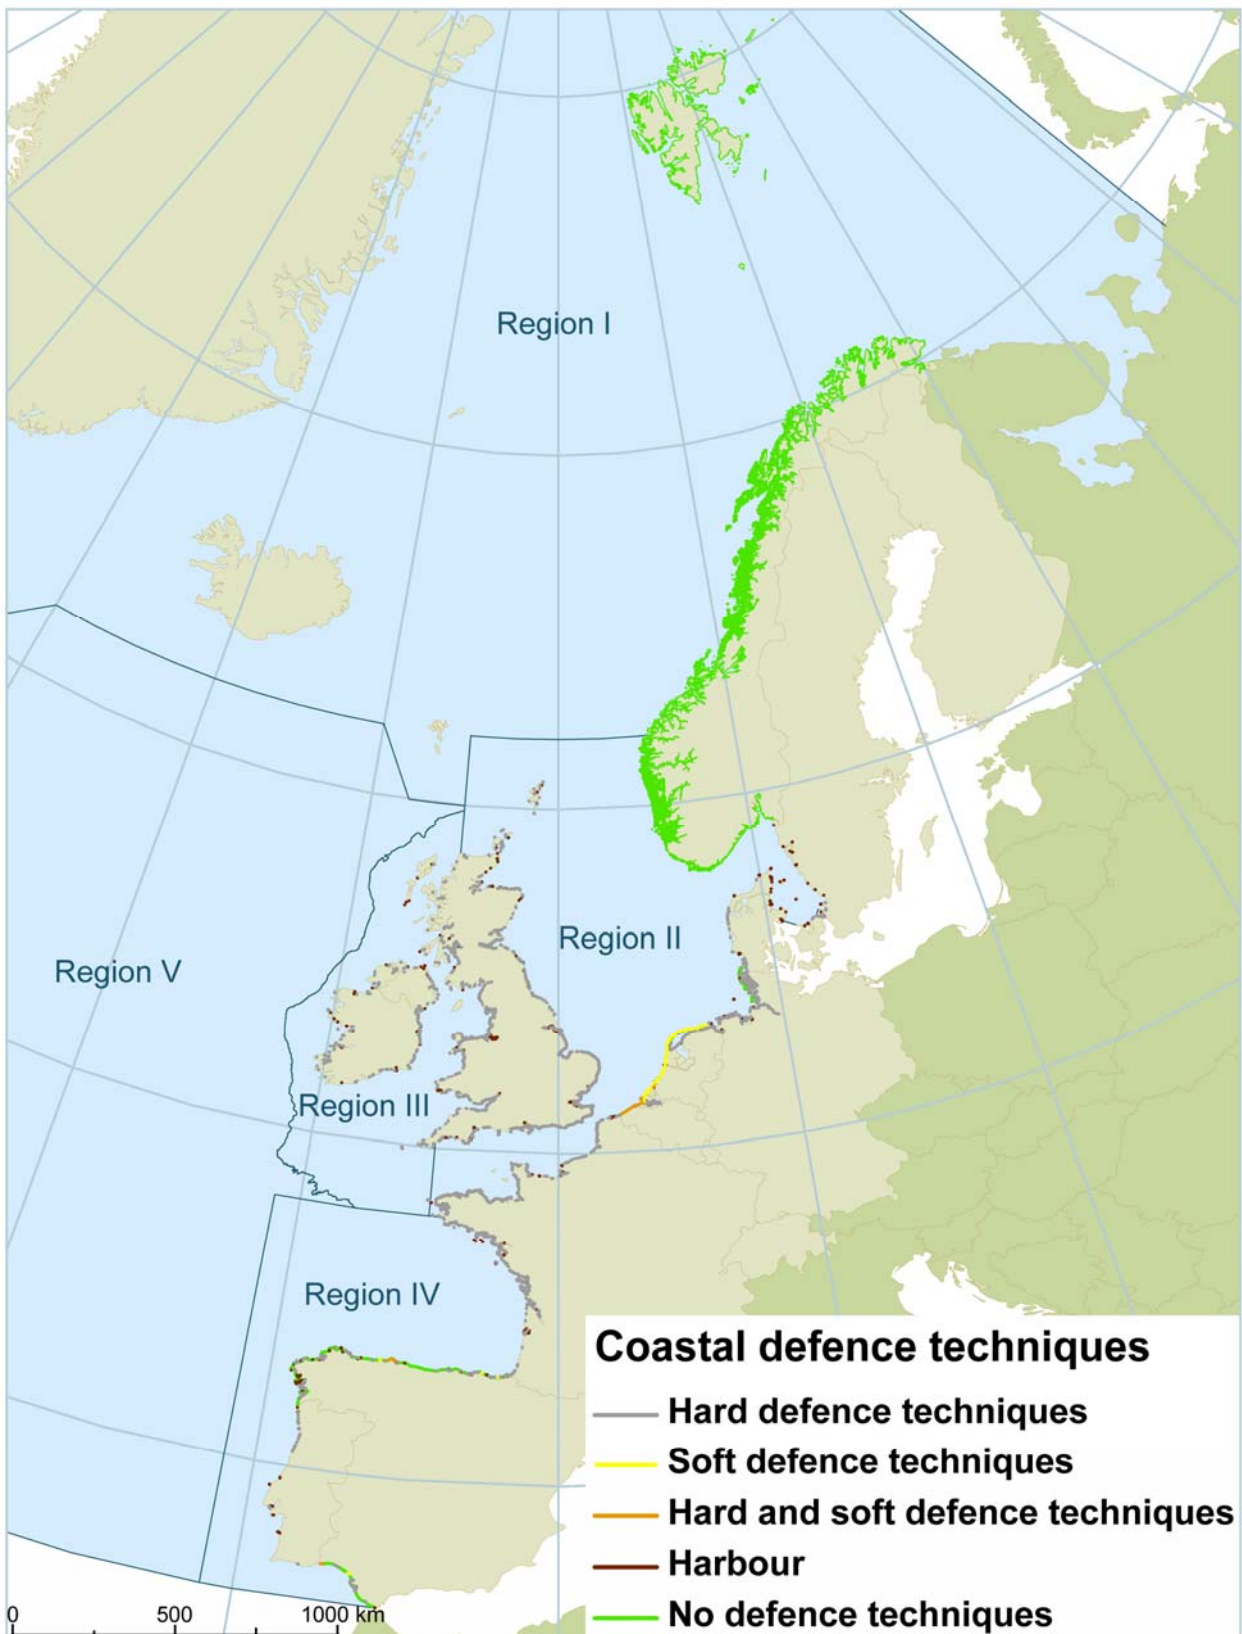 Region I
Region II
Region V
Region III
Region IV
Coastal defence techniques
Hard defence techniques
Soft defence techniques
Hard and soft defence techniques
Harbour
No defence techniques
0 500 1000 km